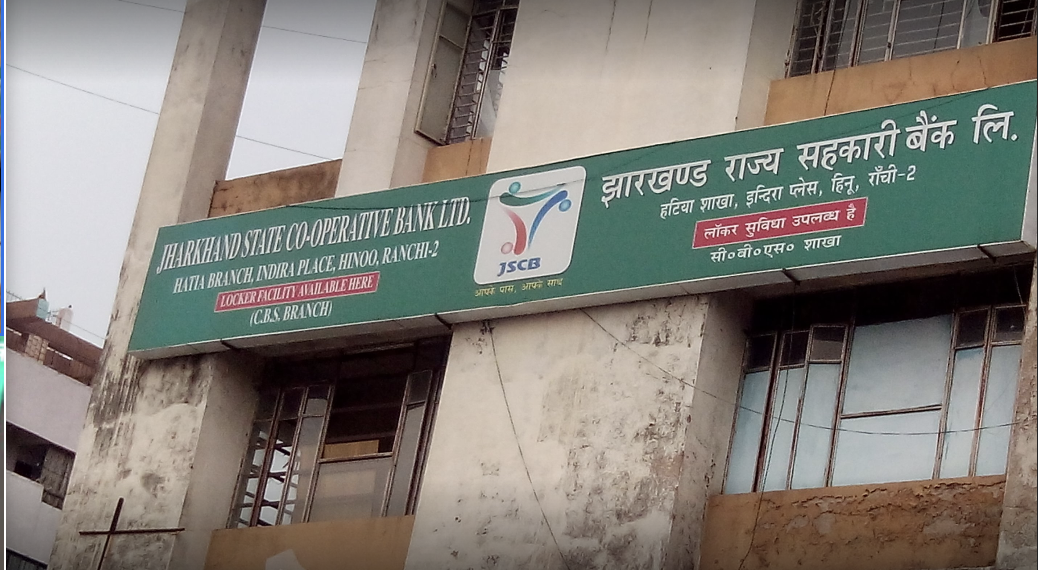 JHARKHAND STATE CO-OPERATIVE BANK LTD.
HATIA BRANCH, INDIRA PLACE, HINOO, RANCHI-2
LOCKER FACILITY AVAILABLE HERE
(C.B.S. BRANCH)
JSCB
आपके पास, आपके साथ
झारखण्ड राज्य सहकारी बैंक लि.
हटिया शाखा, इन्दिरा प्लेस, हिनू, राँची-2
लॉकर सुविधा उपलब्ध है
सी०बी०एस० शाखा